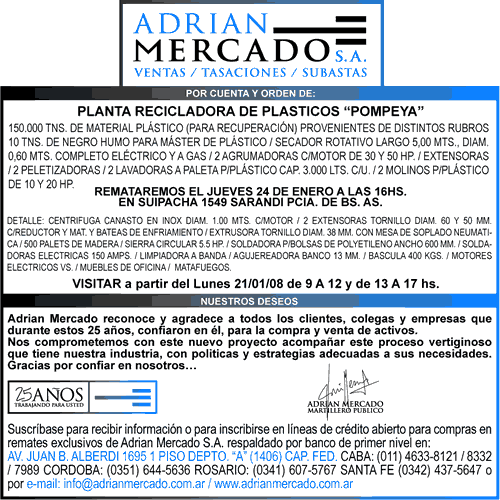 ADRIAN
MERCADO S.A.
VENTAS / TASACIONES / SUBASTAS
POR CUENTA Y ORDEN DE:
PLANTA RECICLADORA DE PLASTICOS “POMPEYA”
150.000 TNS. DE MATERIAL PLÁSTICO (PARA RECUPERACIÓN) PROVENIENTES DE DISTINTOS RUBROS
10 TNS. DE NEGRO HUMO PARA MÁSTER DE PLÁSTICO / SECADOR ROTATIVO LARGO 5,00 MTS., DIAM.
0,60 MTS. COMPLETO ELÉCTRICO Y A GAS / 2 AGRUMADORAS C/MOTOR DE 30 Y 50 HP. / EXTENSORAS
/ 2 PELETIZADORAS / 2 LAVADORAS A PALETA P/PLÁSTICO CAP. 3.000 LTS. C/U. / 2 MOLINOS P/PLÁSTICO
DE 10 Y 20 HP.
REMATAREMOS EL JUEVES 24 DE ENERO A LAS 16HS.
EN SUIPACHA 1549 SARANDI PCIA. DE BS. AS.
DETALLE: CENTRIFUGA CANASTO EN INOX DIAM. 1.00 MTS. C/MOTOR / 2 EXTENSORAS TORNILLO DIAM. 60 Y 50 MM.
C/REDUCTOR Y MAT. Y BATEAS DE ENFRIAMIENTO / EXTRUSORA TORNILLO DIAM. 38 MM. CON MESA DE SOPLADO NEUMATI-
CA / 500 PALETS DE MADERA / SIERRA CIRCULAR 5.5 HP. / SOLDADORA P/BOLSAS DE POLYETILENO ANCHO 600 MM. / SOLDA-
DORAS ELECTRICAS 150 AMPS. / LIMPIADORA A BANDA / AGUJEREADORA BANCO 13 MM. / BASCULA 400 KGS. / MOTORES
ELECTRICOS VS. / MUEBLES DE OFICINA / MATAFUEGOS.
VISITAR a partir del Lunes 21/01/08 de 9 A 12 y de 13 A 17 hs.
NUESTROS DESEOS
Adrian Mercado reconoce y agradece a todos los clientes, colegas y empresas que
durante estos 25 años, confiaron en él, para la compra y venta de activos.
Nos comprometemos con este nuevo proyecto acompañar este proceso vertiginoso
que tiene nuestra industria, con politicas y estrategias adecuadas a sus necesidades.
Gracias por confiar en nosotros...
25 AÑOS
TRABAJANDO PARA USTED
ADRIAN MERCADO
MARTILLERO PUBLICO
Suscríbase para recibir información o para inscribirse en líneas de crédito abierto para compras en
remates exclusivos de Adrian Mercado S.A. respaldado por banco de primer nivel en:
AV. JUAN B. ALBERDI 1695 1 PISO DEPTO. “A” (1406) CAP. FED. CABA: (011) 4633-8121 / 8332
/ 7989 CORDOBA: (0351) 644-5636 ROSARIO: (0341) 607-5767 SANTA FE (0342) 437-5647 o
por e-mail: info@adrianmercado.com.ar / www.adrianmercado.com.ar